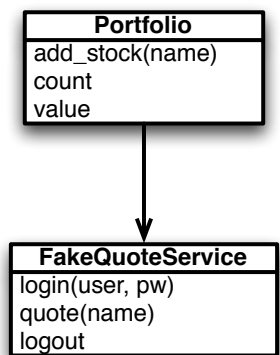 Portfolio
add_stock(name)
count
value
FakeQuoteService
login(user, pw)
quote(name)
logout